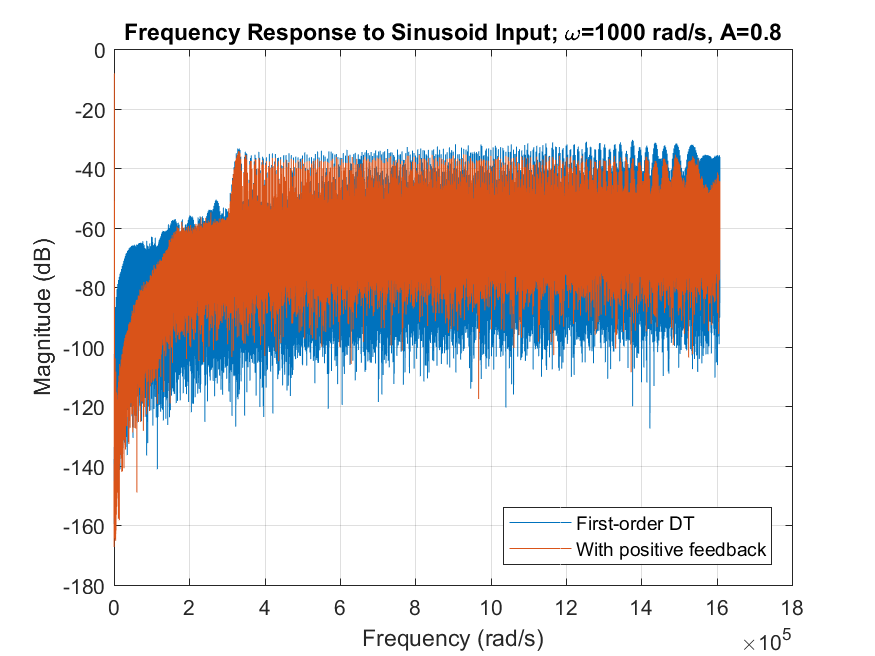 Frequency Response to Sinusoid Input; ω=1000 rad/s, A=0.8
0
-20
-40
-60
-80
-100
-120
-140
-160
-180
Magnitude (dB)
First-order DT
With positive feedback
0 2 4 6 8 10 12 14 16 18
Frequency (rad/s)
×10⁵